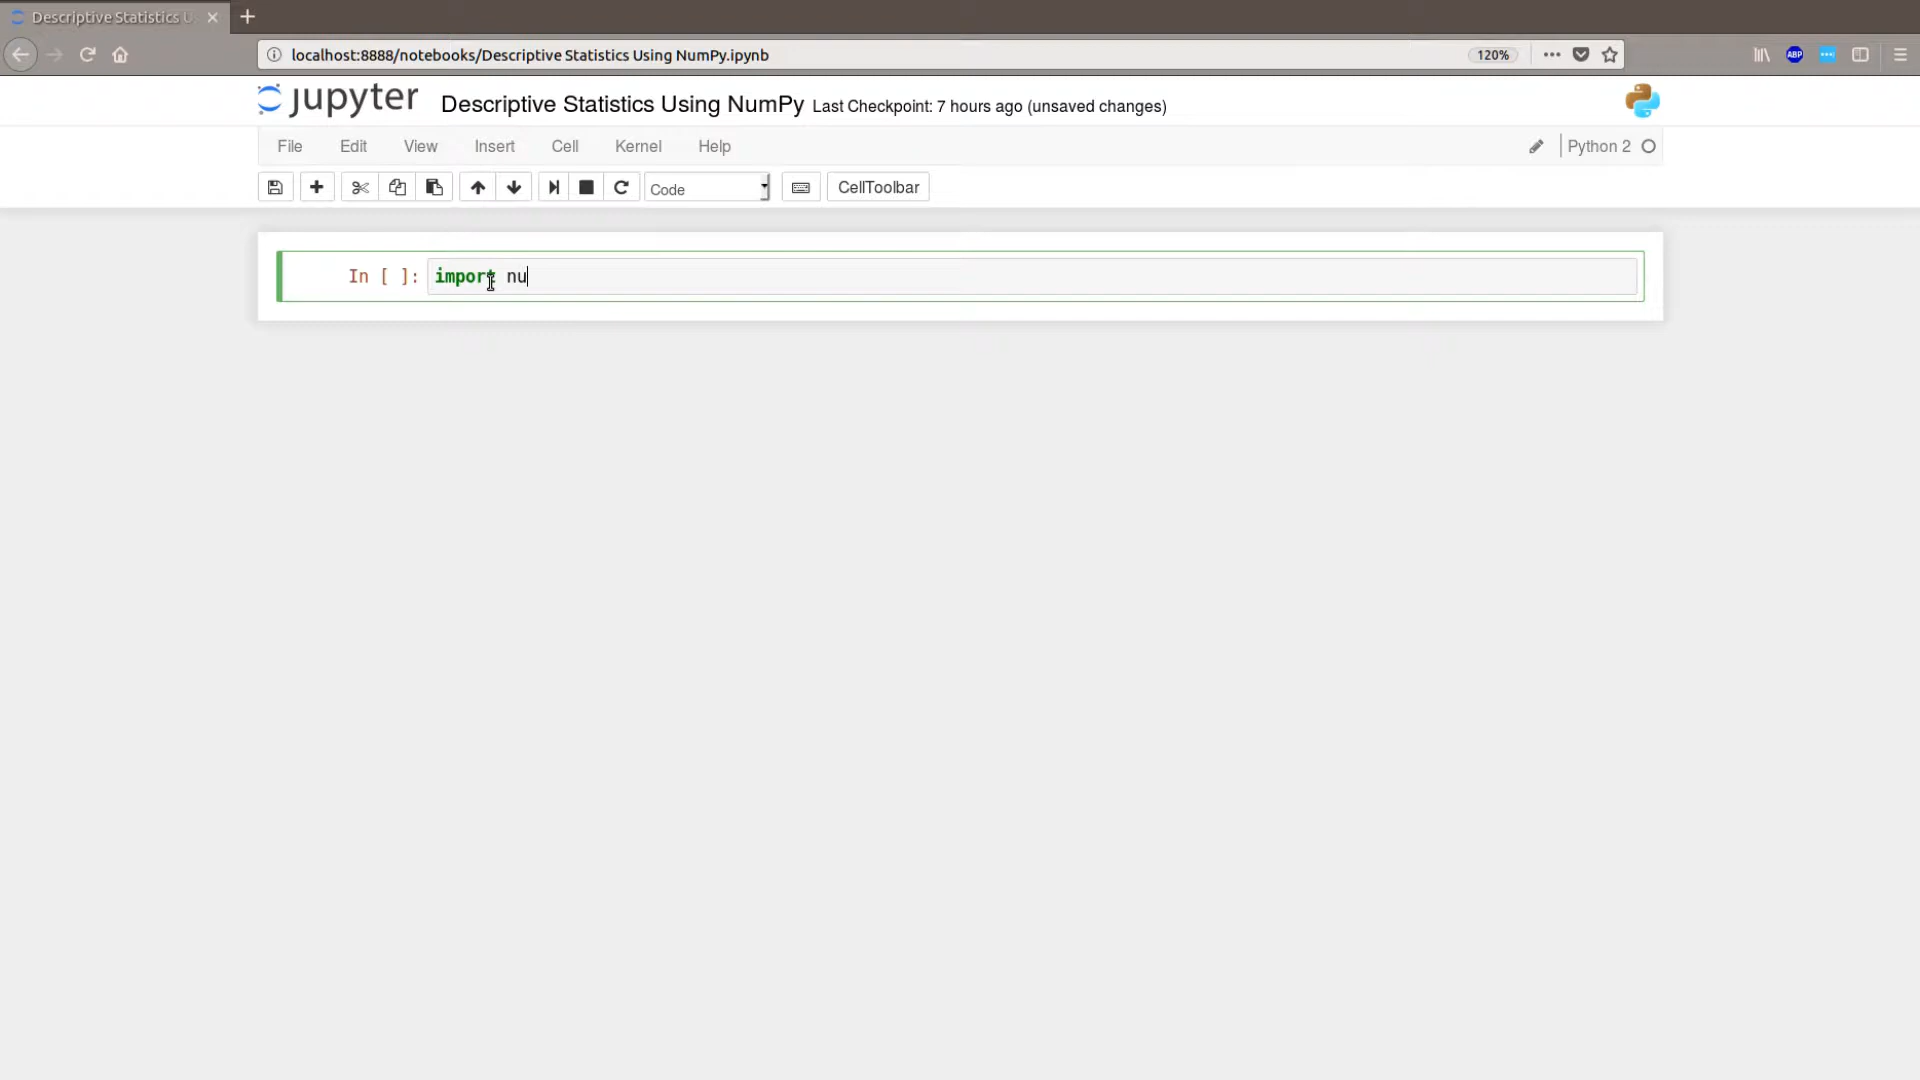 Descriptive Statistics U
localhost:8888/notebooks/Descriptive Statistics Using NumPy.ipynb
120%
ABP
jupyter
Descriptive Statistics Using NumPy Last Checkpoint: 7 hours ago (unsaved changes)
File Edit View Insert Cell Kernel Help
Python 2
Code
CellToolbar
In [ ]: import nu